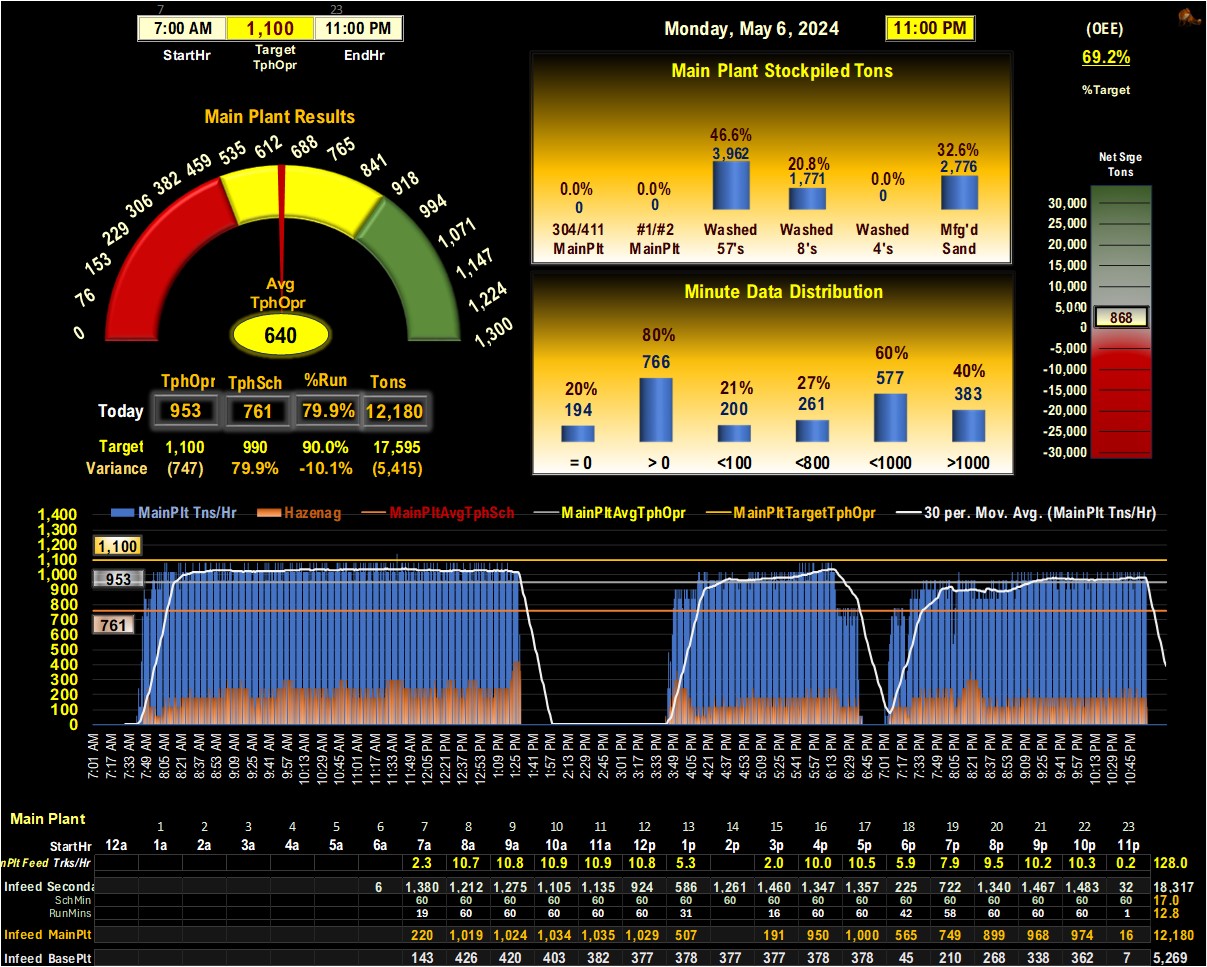 7 23
7:00 AM 1,100 11:00 PM
StartHr Target TphOpr EndHr
Monday, May 6, 2024 11:00 PM
(OEE)
69.2%
%Target
Main Plant Results
0 76 153 229 306 382 459 535 612 688 765 841 918 994 1,071 1,147 1,224 1,300
Avg
TphOpr
640
TphOpr TphSch %Run Tons
Today 953 761 79.9% 12,180
Target 1,100 990 90.0% 17,595
Variance (747) 79.9% -10.1% (5,415)
Main Plant Stockpiled Tons
0.0% 0.0% 46.6% 20.8% 0.0% 32.6%
0 0 3,962 1,771 0 2,776
304/411 #1/#2 Washed Washed Washed Mfg'd
MainPlt MainPlt 57's 8's 4's Sand
Minute Data Distribution
20% 80% 21% 27% 60% 40%
194 766 200 261 577 383
= 0 > 0 <100 <800 <1000 >1000
Net Srge
Tons
30,000
25,000
20,000
15,000
10,000
5,000
868
0
-5,000
-10,000
-15,000
-20,000
-25,000
-30,000
MainPlt Tns/Hr Hazenag MainPltAvgTphSch MainPltAvgTphOpr MainPltTargetTphOpr 30 per. Mov. Avg. (MainPlt Tns/Hr)
1,400
1,300
1,200
1,100
1,000
900
800
700
600
500
400
300
200
100
0
1,100
953
761
7:01 AM 7:17 AM 7:33 AM 7:49 AM 8:05 AM 8:21 AM 8:37 AM 8:53 AM 9:09 AM 9:25 AM 9:41 AM 9:57 AM 10:13 AM 10:29 AM 10:45 AM 11:01 AM 11:17 AM 11:33 AM 11:49 AM 12:05 PM 12:21 PM 12:37 PM 12:53 PM 1:09 PM 1:25 PM 1:41 PM 1:57 PM 2:13 PM 2:29 PM 2:45 PM 3:01 PM 3:17 PM 3:33 PM 3:49 PM 4:05 PM 4:21 PM 4:37 PM 4:53 PM 5:09 PM 5:25 PM 5:41 PM 5:57 PM 6:13 PM 6:29 PM 6:45 PM 7:01 PM 7:17 PM 7:33 PM 7:49 PM 8:05 PM 8:21 PM 8:37 PM 8:53 PM 9:09 PM 9:25 PM 9:41 PM 9:57 PM 10:13 PM 10:29 PM 10:45 PM
Main Plant
1 2 3 4 5 6 7 8 9 10 11 12 13 14 15 16 17 18 19 20 21 22 23
StartHr 12a 1a 2a 3a 4a 5a 6a 7a 8a 9a 10a 11a 12p 1p 2p 3p 4p 5p 6p 7p 8p 9p 10p 11p
nPlt Feed Trks/Hr 2.3 10.7 10.8 10.9 10.9 10.8 5.3 2.0 10.0 10.5 5.9 7.9 9.5 10.2 10.3 0.2 128.0
Infeed Seconda 6 1,380 1,212 1,275 1,105 1,135 924 586 1,261 1,460 1,347 1,357 225 722 1,340 1,467 1,483 32 18,317
SchMin 60 60 60 60 60 60 60 60 60 60 60 60 60 60 60 60 60 17.0
RunMins 19 60 60 60 60 60 31 16 60 60 42 58 60 60 60 1 12.8
Infeed MainPlt 220 1,019 1,024 1,034 1,035 1,029 507 191 950 1,000 565 749 899 968 974 16 12,180
Infeed BasePlt 143 426 420 403 382 377 378 377 378 377 378 45 210 268 338 362 7 5,269